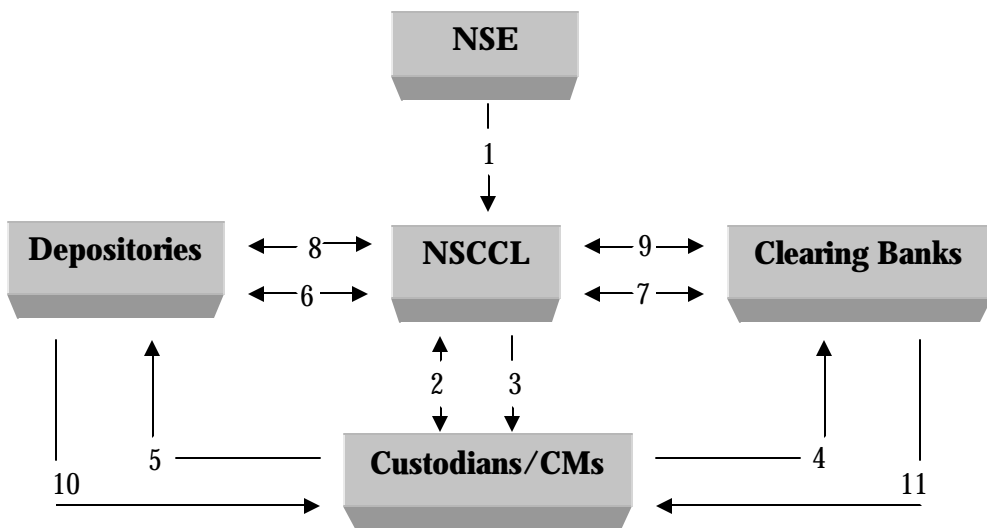 NSE
1
Depositories
8
NSCCL
9
Clearing Banks
6
7
2
3
5
Custodians/CMs
4
10
11